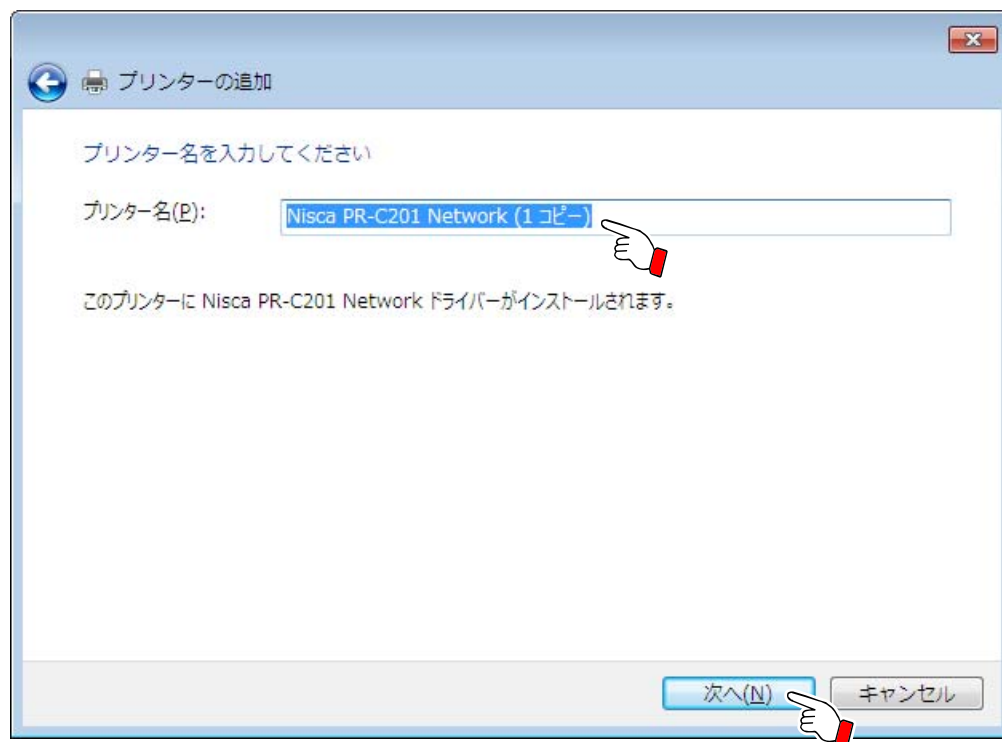 プリンターの追加
プリンター名を入力してください
プリンター名(P): Nisca PR-C201 Network (1 コピー)
このプリンターに Nisca PR-C201 Network ドライバーがインストールされます。
次へ(N) キャンセル